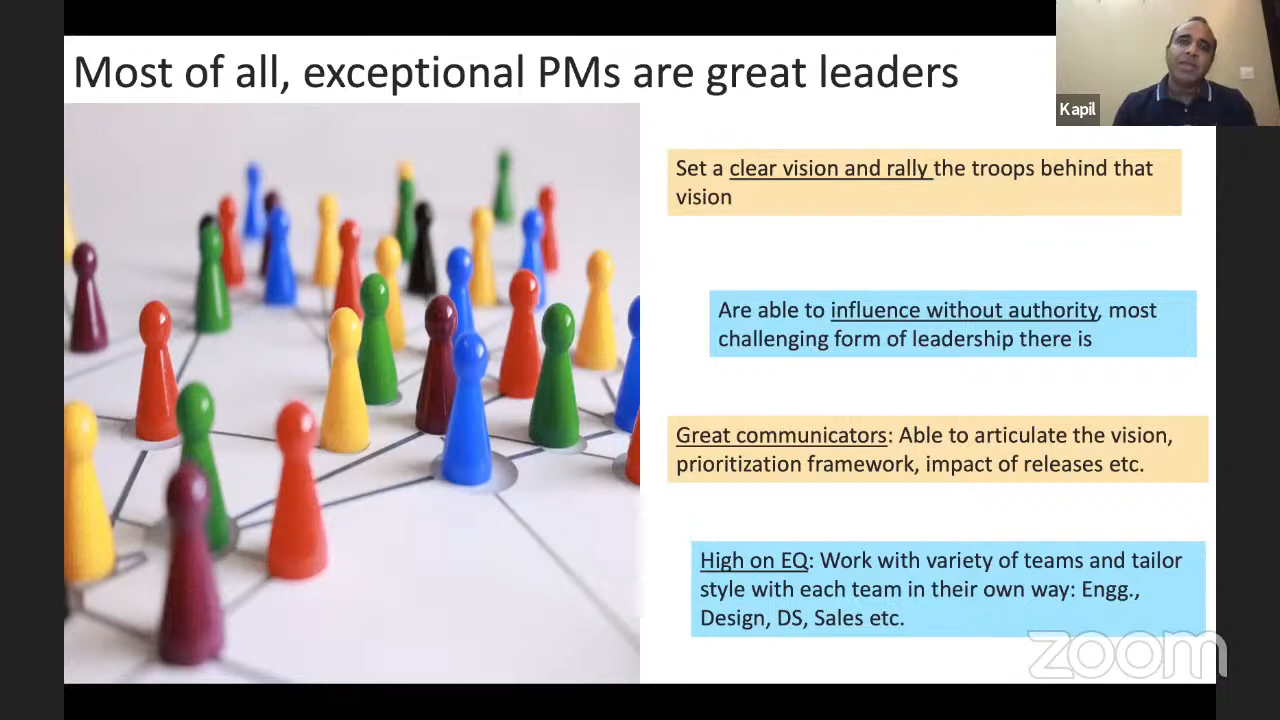 Most of all, exceptional PMs are great leaders
Kapil
Set a clear vision and rally the troops behind that
vision
Are able to influence without authority, most
challenging form of leadership there is
Great communicators: Able to articulate the vision,
prioritization framework, impact of releases etc.
High on EQ: Work with variety of teams and tailor
style with each team in their own way: Engg.,
Design, DS, Sales etc.
zoom